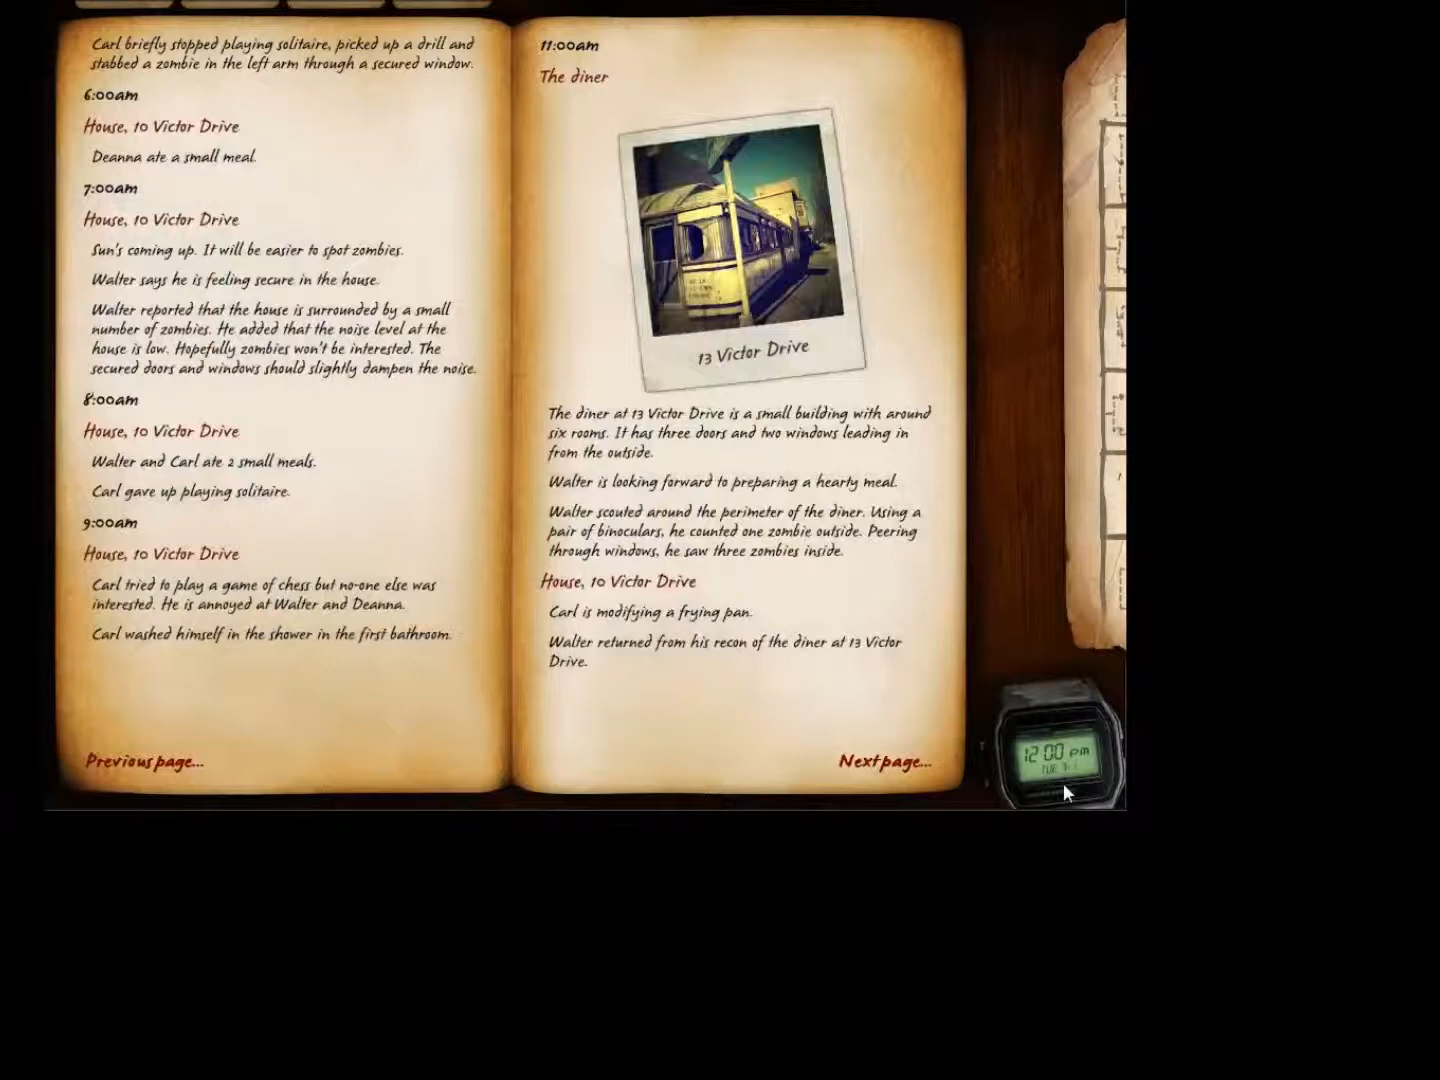 Carl briefly stopped playing solitaire, picked up a drill and
stabbed a zombie in the left arm through a secured window.
6:00am
House, 10 Victor Drive
Deanna ate a small meal.
7:00am
House, 10 Victor Drive
Sun's coming up. It will be easier to spot zombies.
Walter says he is feeling secure in the house.
Walter reported that the house is surrounded by a small
number of zombies. He added that the noise level at the
house is low. Hopefully zombies won't be interested. The
secured doors and windows should slightly dampen the noise.
8:00am
House, 10 Victor Drive
Walter and Carl ate 2 small meals.
Carl gave up playing solitaire.
9:00am
House, 10 Victor Drive
Carl tried to play a game of chess but no-one else was
interested. He is annoyed at Walter and Deanna.
Carl washed himself in the shower in the first bathroom.
Previous page...
11:00am
The diner
13 Victor Drive
The diner at 13 Victor Drive is a small building with around
six rooms. It has three doors and two windows leading in
from the outside.
Walter is looking forward to preparing a hearty meal.
Walter scouted around the perimeter of the diner. Using a
pair of binoculars, he counted one zombie outside. Peering
through windows, he saw three zombies inside.
House, 10 Victor Drive
Carl is modifying a frying pan.
Walter returned from his recon of the diner at 13 Victor
Drive.
Next page...
12:00 pm
TUE